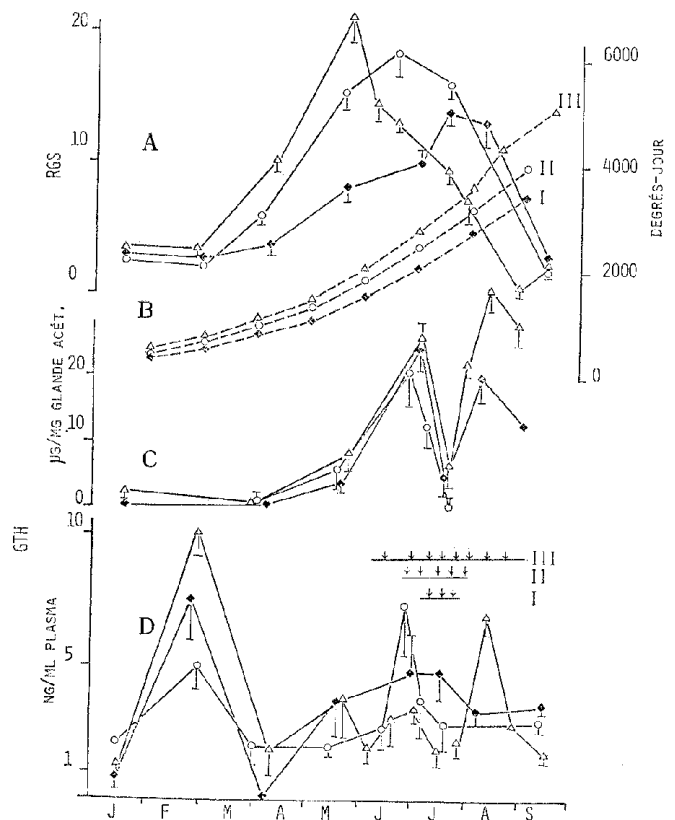 20
10
0
RGS
A
6000
4000
2000
0
DEGRÉS-JOUR
III
II
I
B
20
10
0
µG/MG GLANDE ACÉT.
C
GTH
10
5
1
NG/ML PLASMA
D
III
II
I
J F M A M J J A S